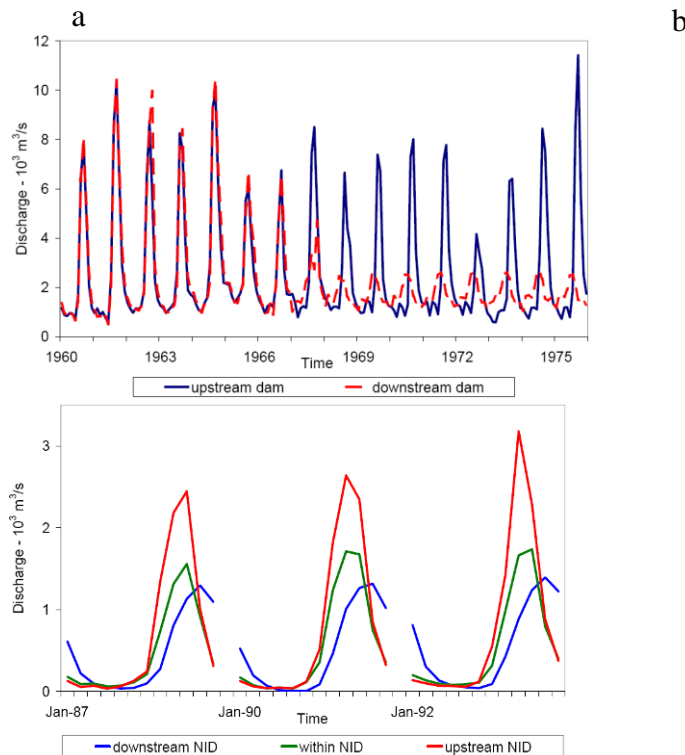 a
b
12
10
8
6
4
2
0
Discharge - 10³ m³/s
1960 1963 1966 1969 1972 1975
Time
upstream dam downstream dam
3
2
1
0
Discharge - 10³ m³/s
Jan-87 Jan-90 Jan-92
Time
downstream NID within NID upstream NID